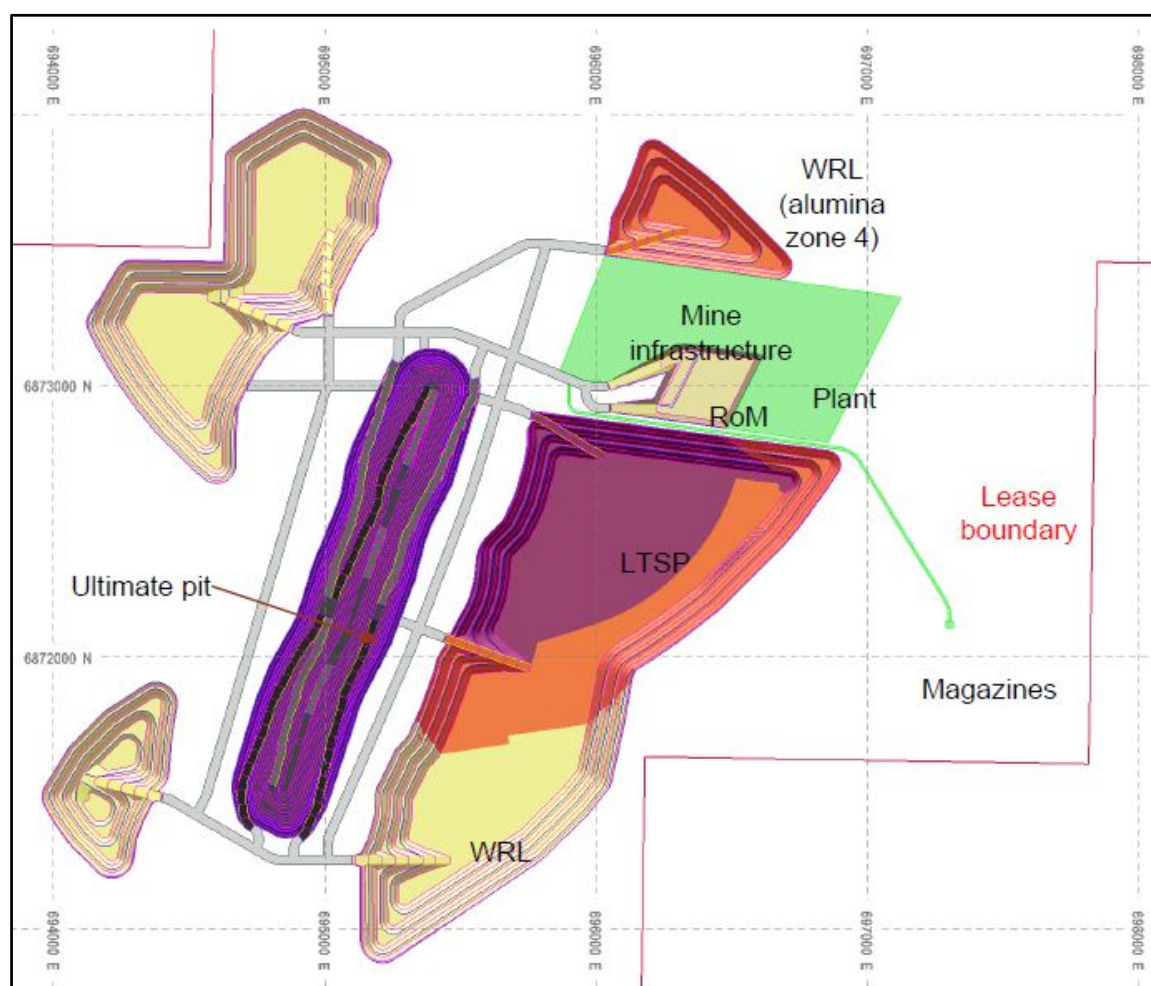 694000 E
695000 E
696000 E
697000 E
698000 E
WRL
(alumina
zone 4)
Mine
infrastructure
Plant
RoM
6873000 N
Lease
boundary
LTSP
Ultimate pit
6872000 N
Magazines
WRL
694000 E
695000 E
696000 E
697000 E
698000 E